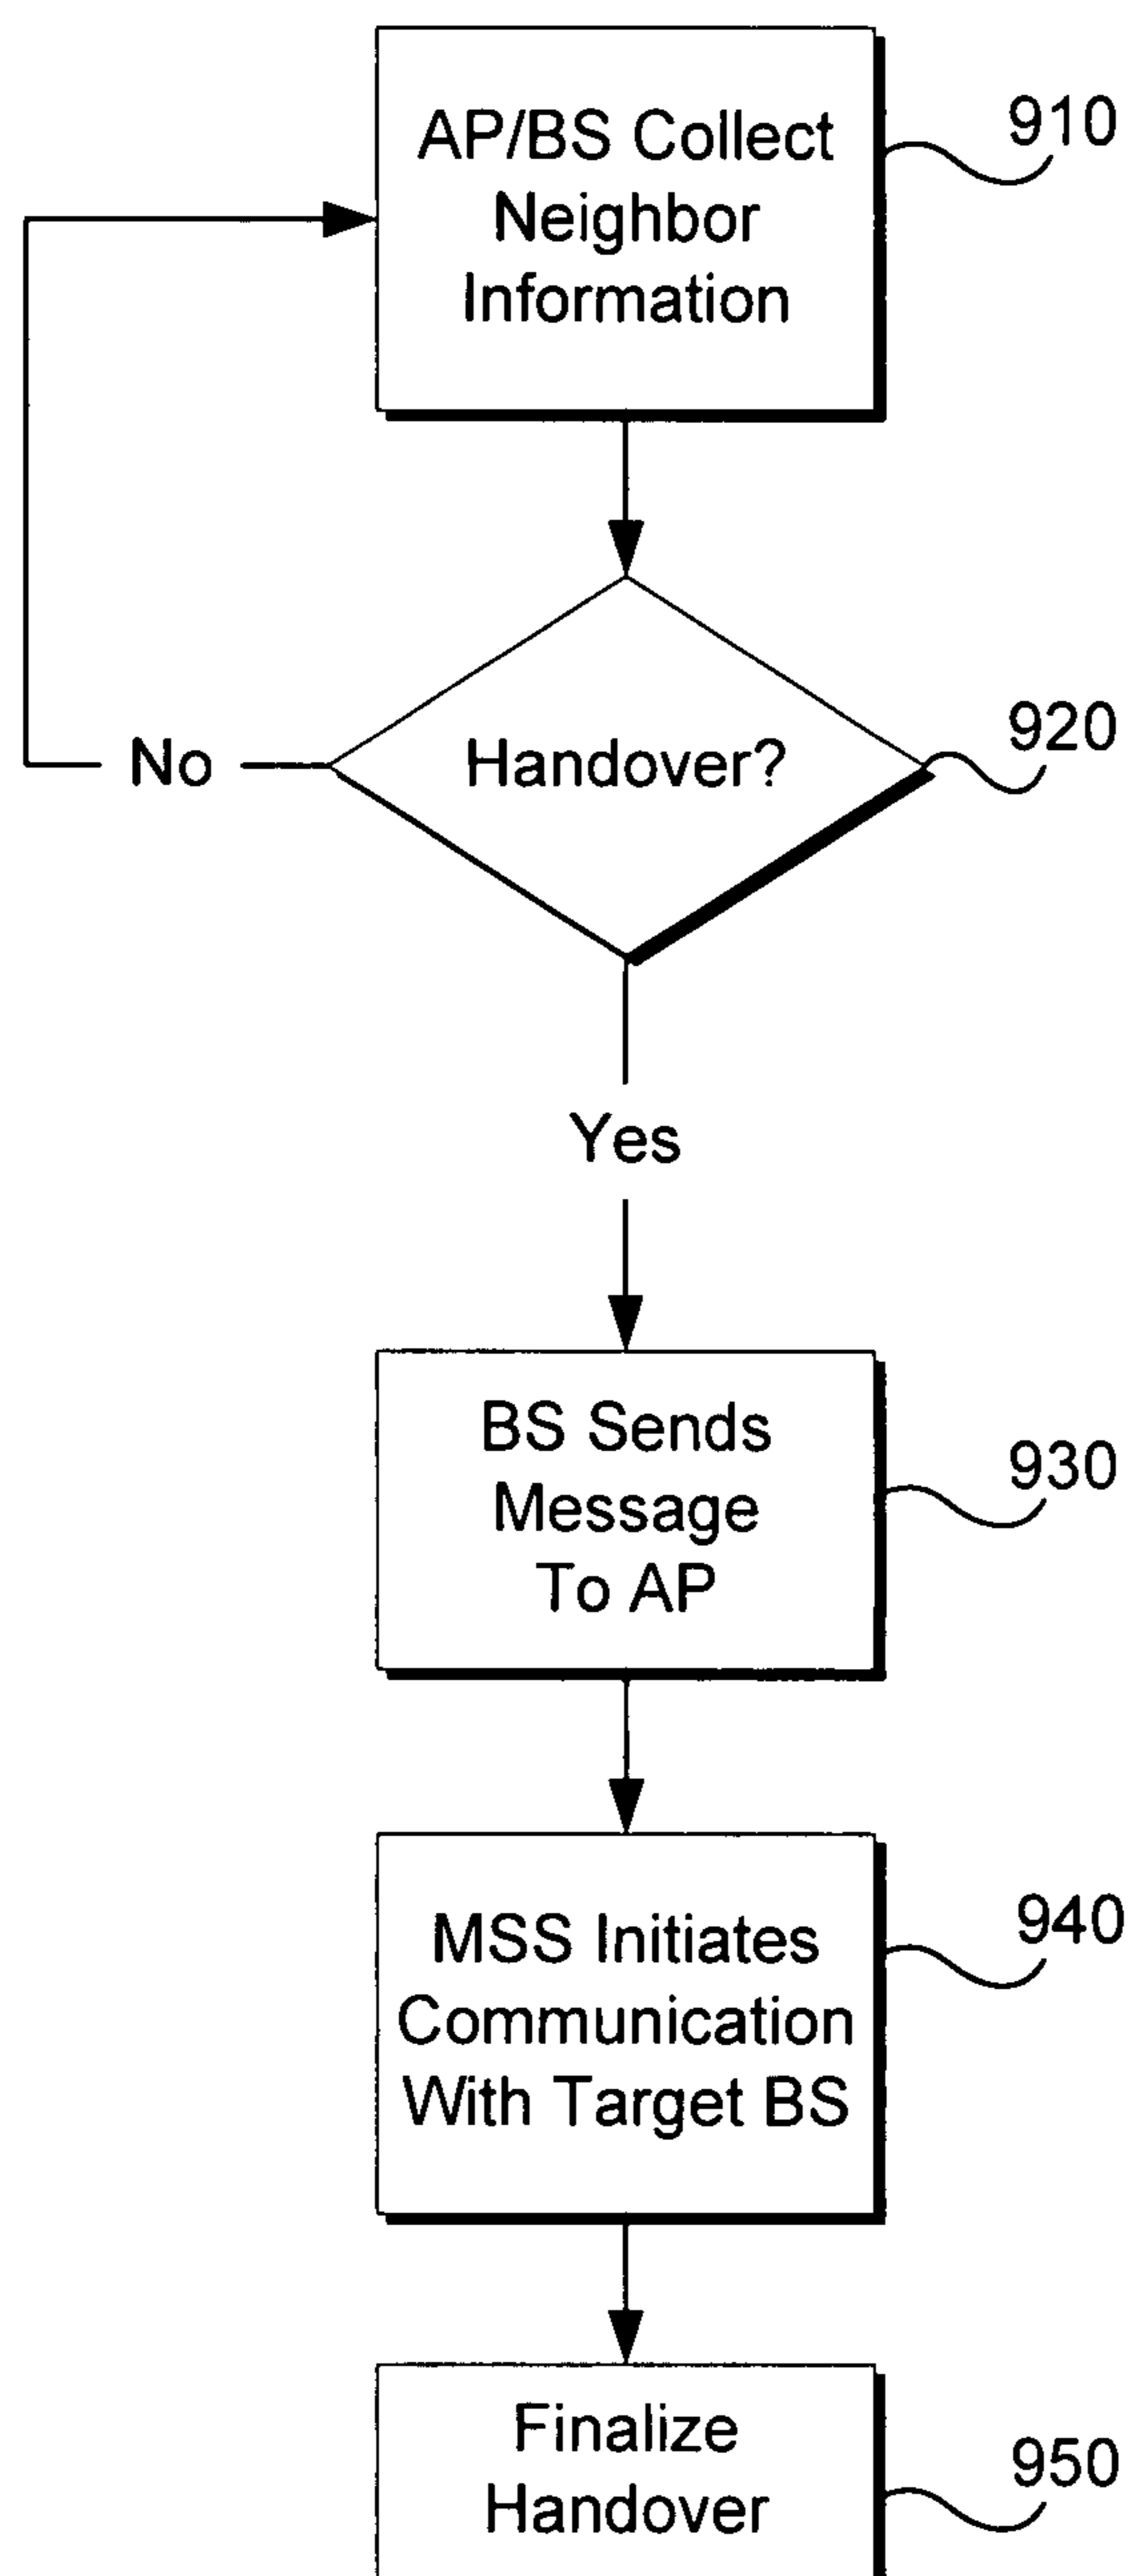 AP/BS Collect
Neighbor
Information
910
Handover?
920
No
Yes
BS Sends
Message
To AP
930
MSS Initiates
Communication
With Target BS
940
Finalize
Handover
950